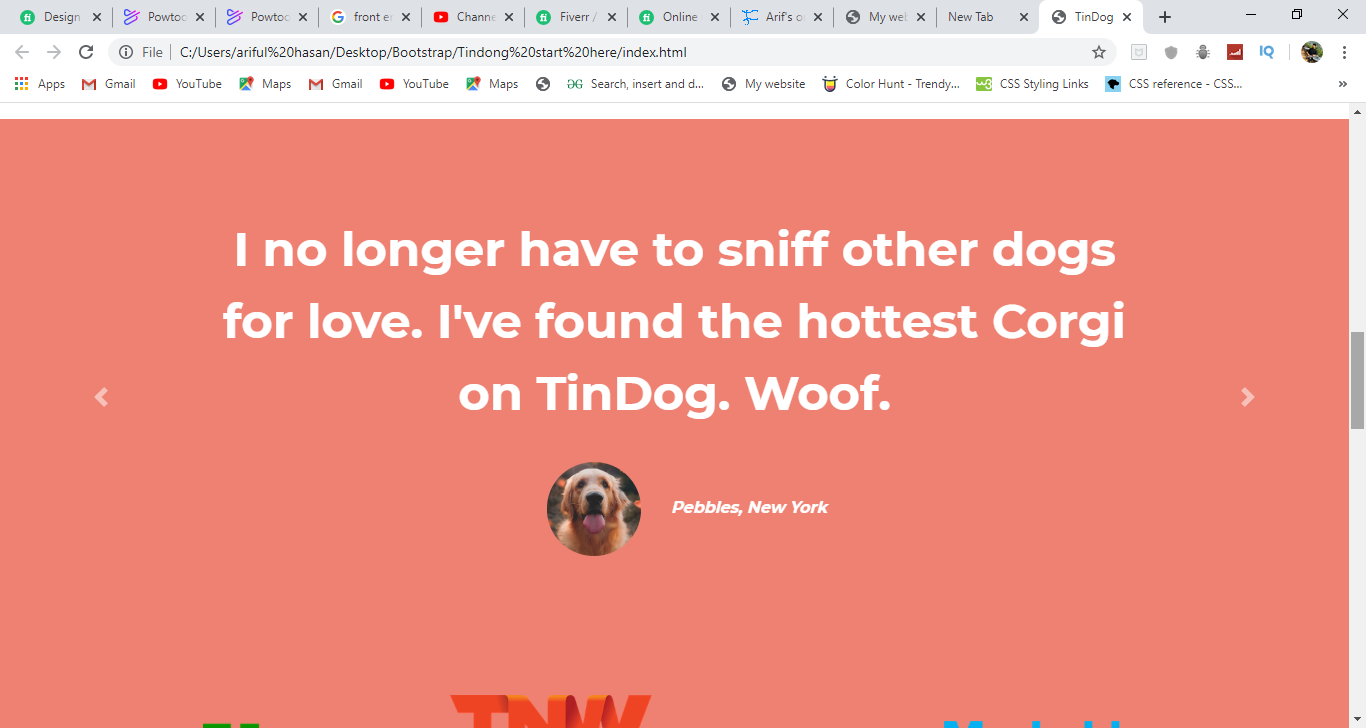 Design
Powtoo
Powtoo
front er
Channe
Fiverr /
Online
Arif's o
My web
New Tab
TinDog
File
C:/Users/ariful%20hasan/Desktop/Bootstrap/Tindong%20start%20here/index.html
IQ
Apps
Gmail
YouTube
Maps
Gmail
YouTube
Maps
Search, insert and d...
My website
Color Hunt - Trendy...
CSS Styling Links
CSS reference - CSS...
»
I no longer have to sniff other dogs
for love. I've found the hottest Corgi
on TinDog. Woof.
Pebbles, New York
TNW